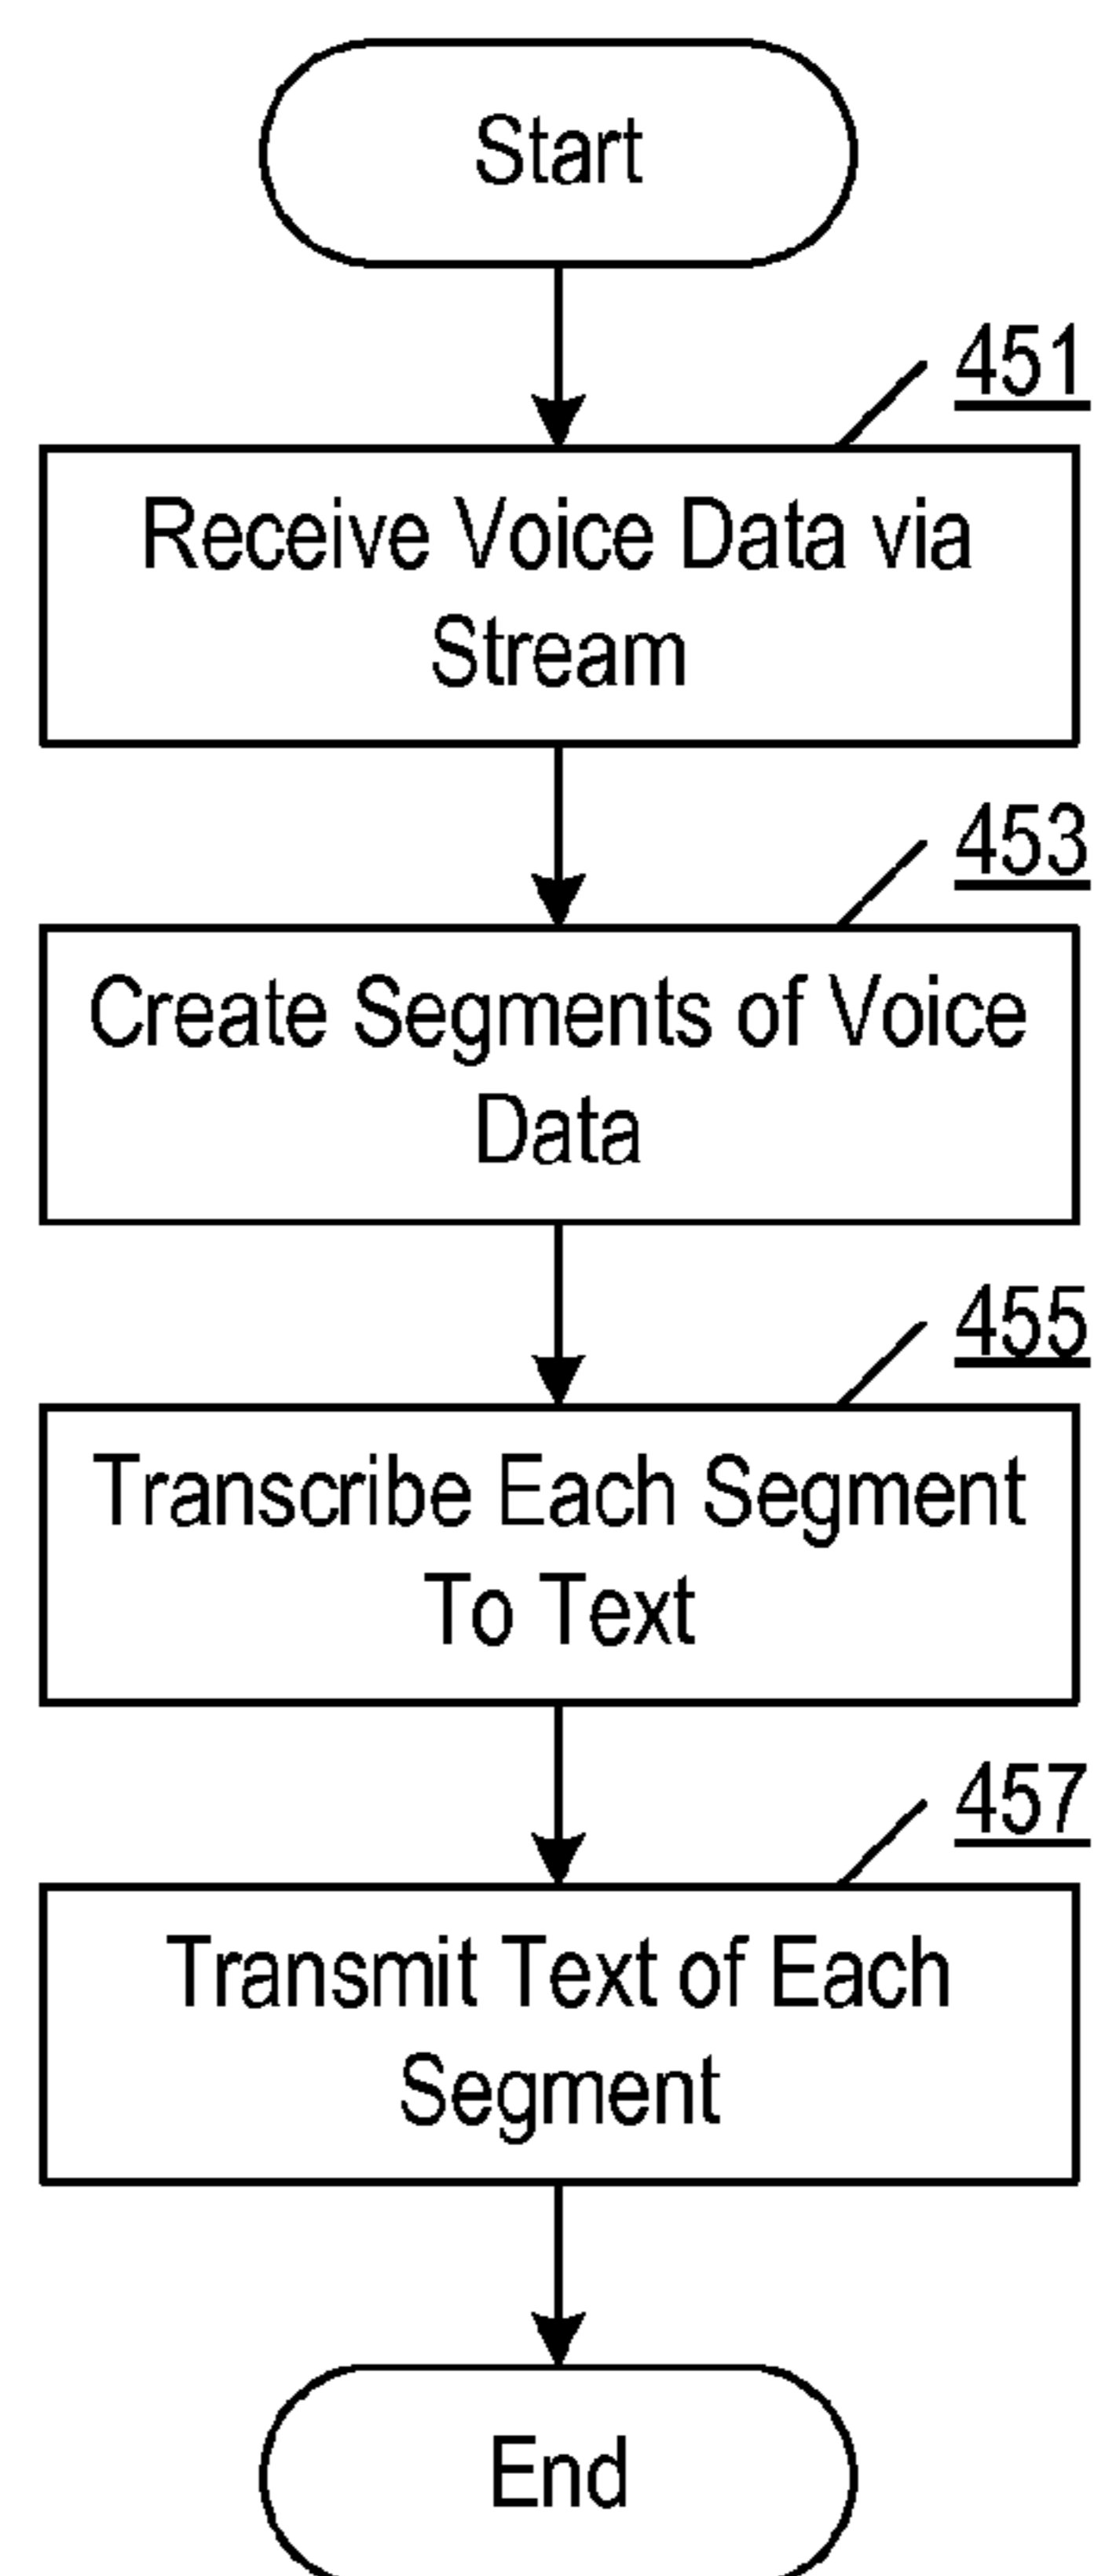 Start
451
Receive Voice Data via
Stream
453
Create Segments of Voice
Data
455
Transcribe Each Segment
To Text
457
Transmit Text of Each
Segment
End